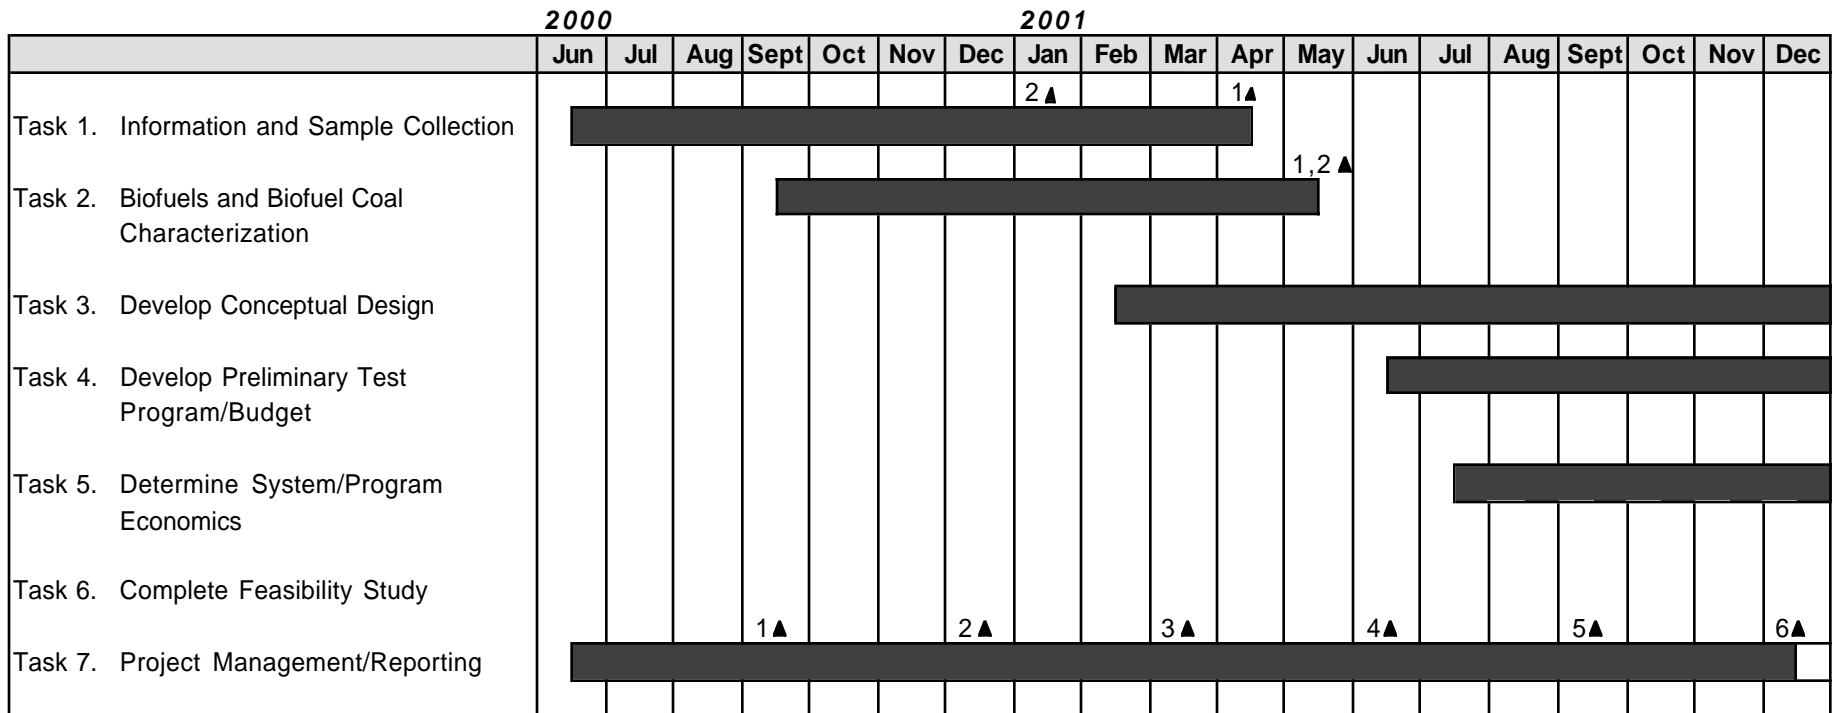 2000 2001
Jun Jul Aug Sept Oct Nov Dec Jan Feb Mar Apr May Jun Jul Aug Sept Oct Nov Dec
2 1
Task 1. Information and Sample Collection
1,2
Task 2. Biofuels and Biofuel Coal
Characterization
Task 3. Develop Conceptual Design
Task 4. Develop Preliminary Test
Program/Budget
Task 5. Determine System/Program
Economics
Task 6. Complete Feasibility Study
1 2 3 4 5 6
Task 7. Project Management/Reporting